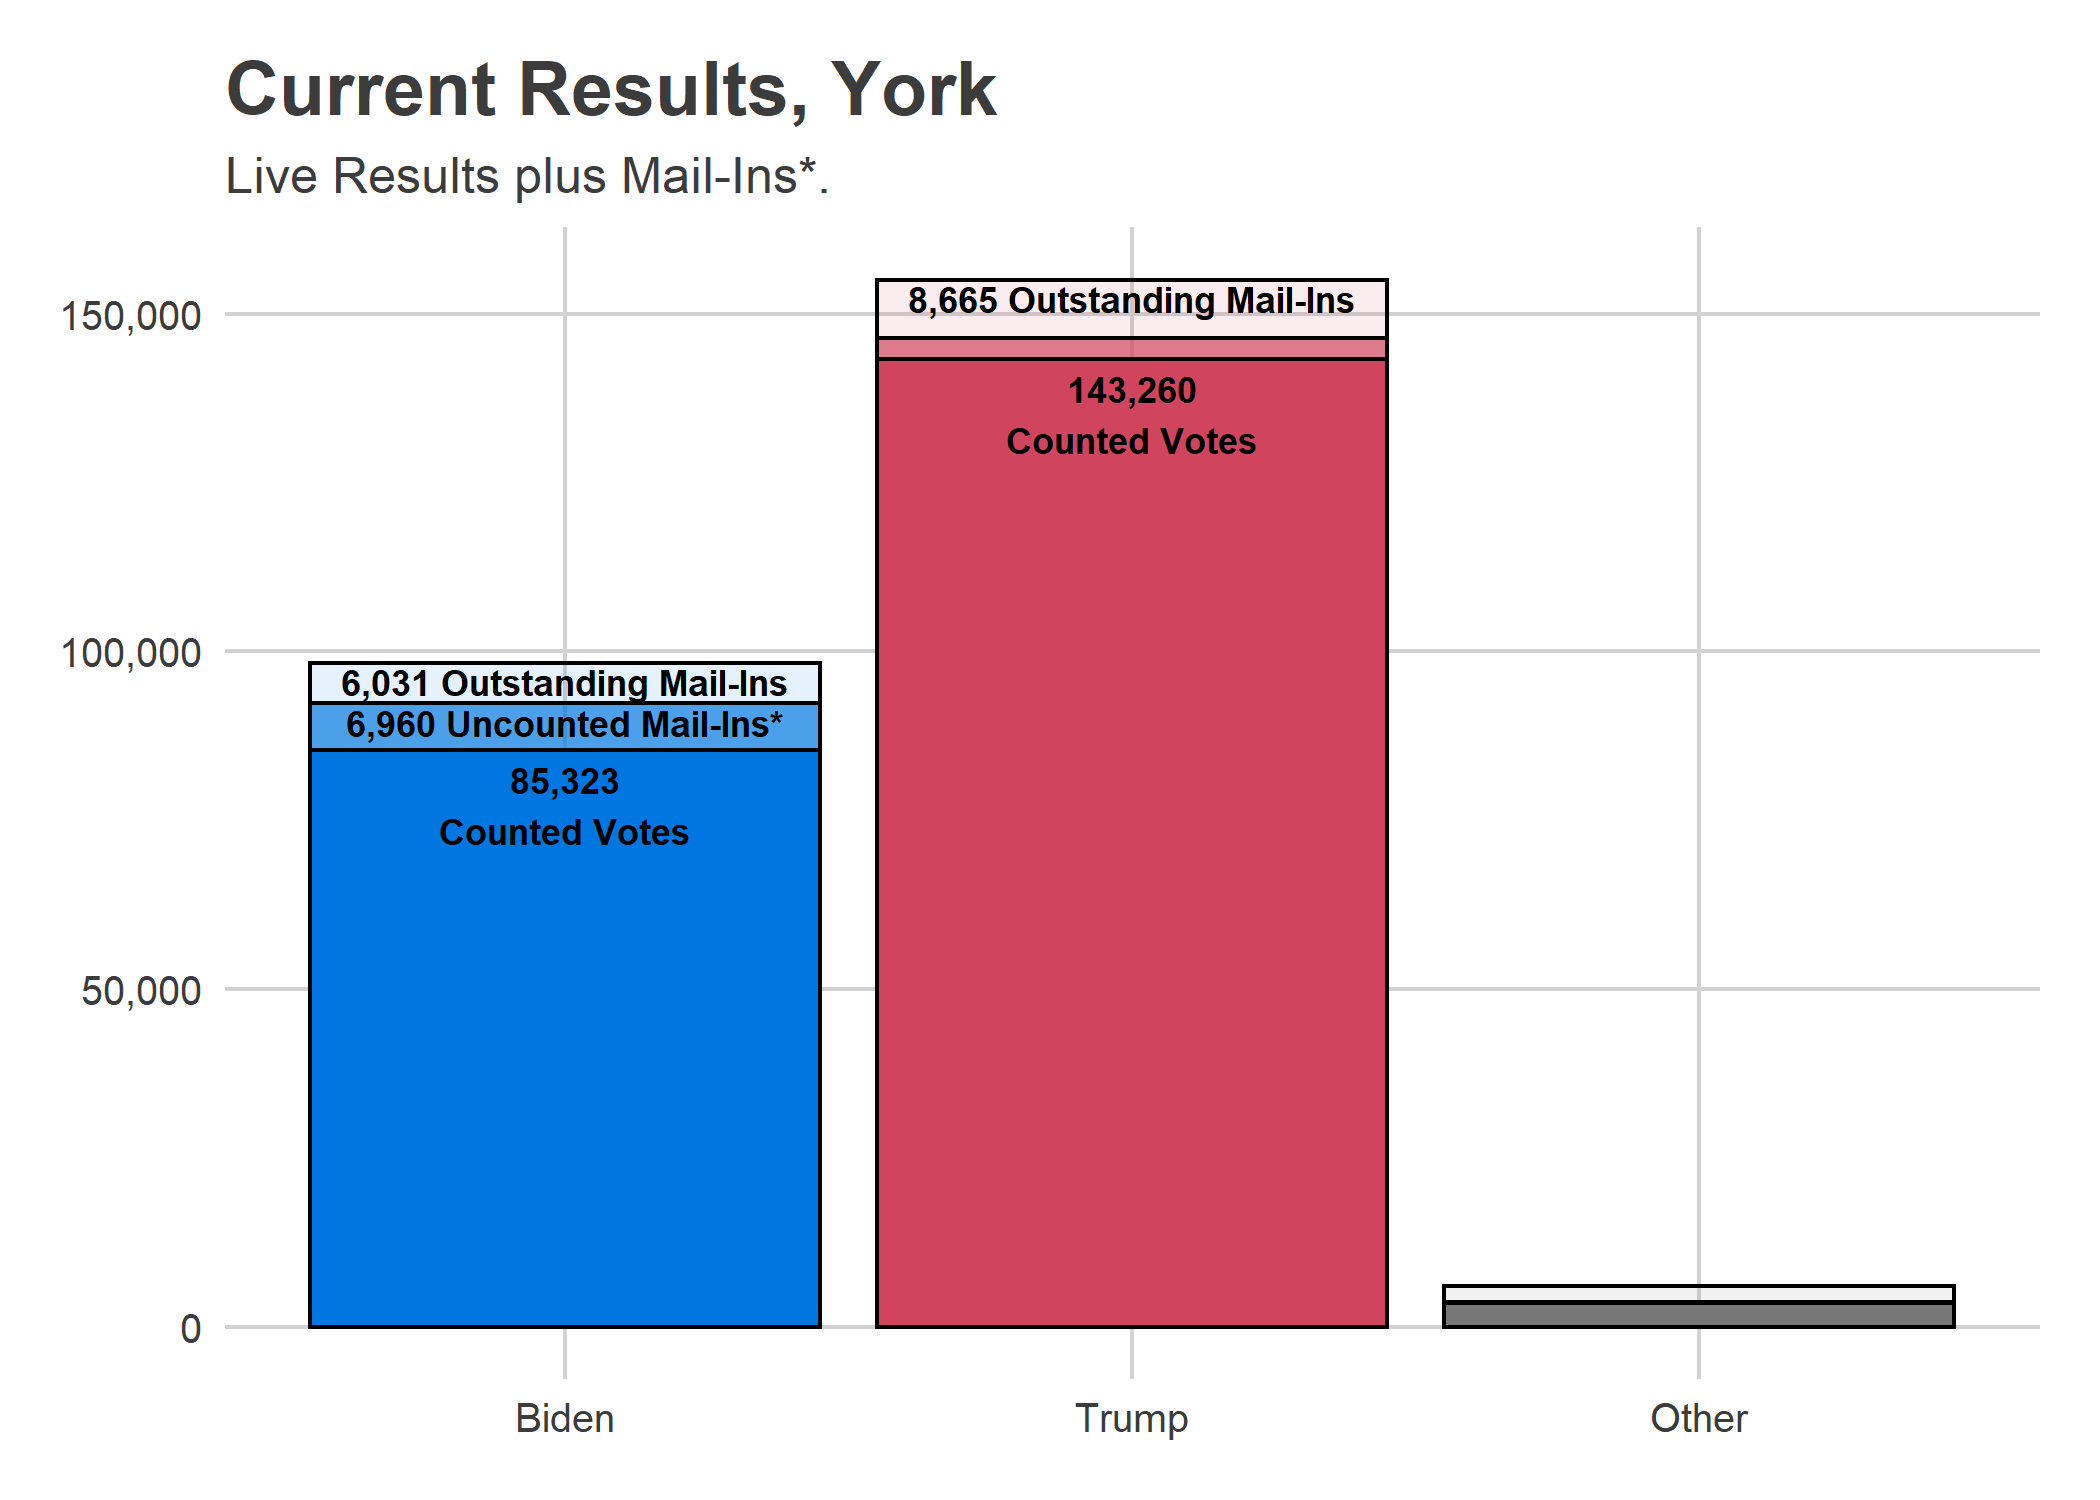 Current Results, York
Live Results plus Mail-Ins*.
150,000
100,000
50,000
0
8,665 Outstanding Mail-Ins
143,260
Counted Votes
6,031 Outstanding Mail-Ins
6,960 Uncounted Mail-Ins*
85,323
Counted Votes
Biden
Trump
Other